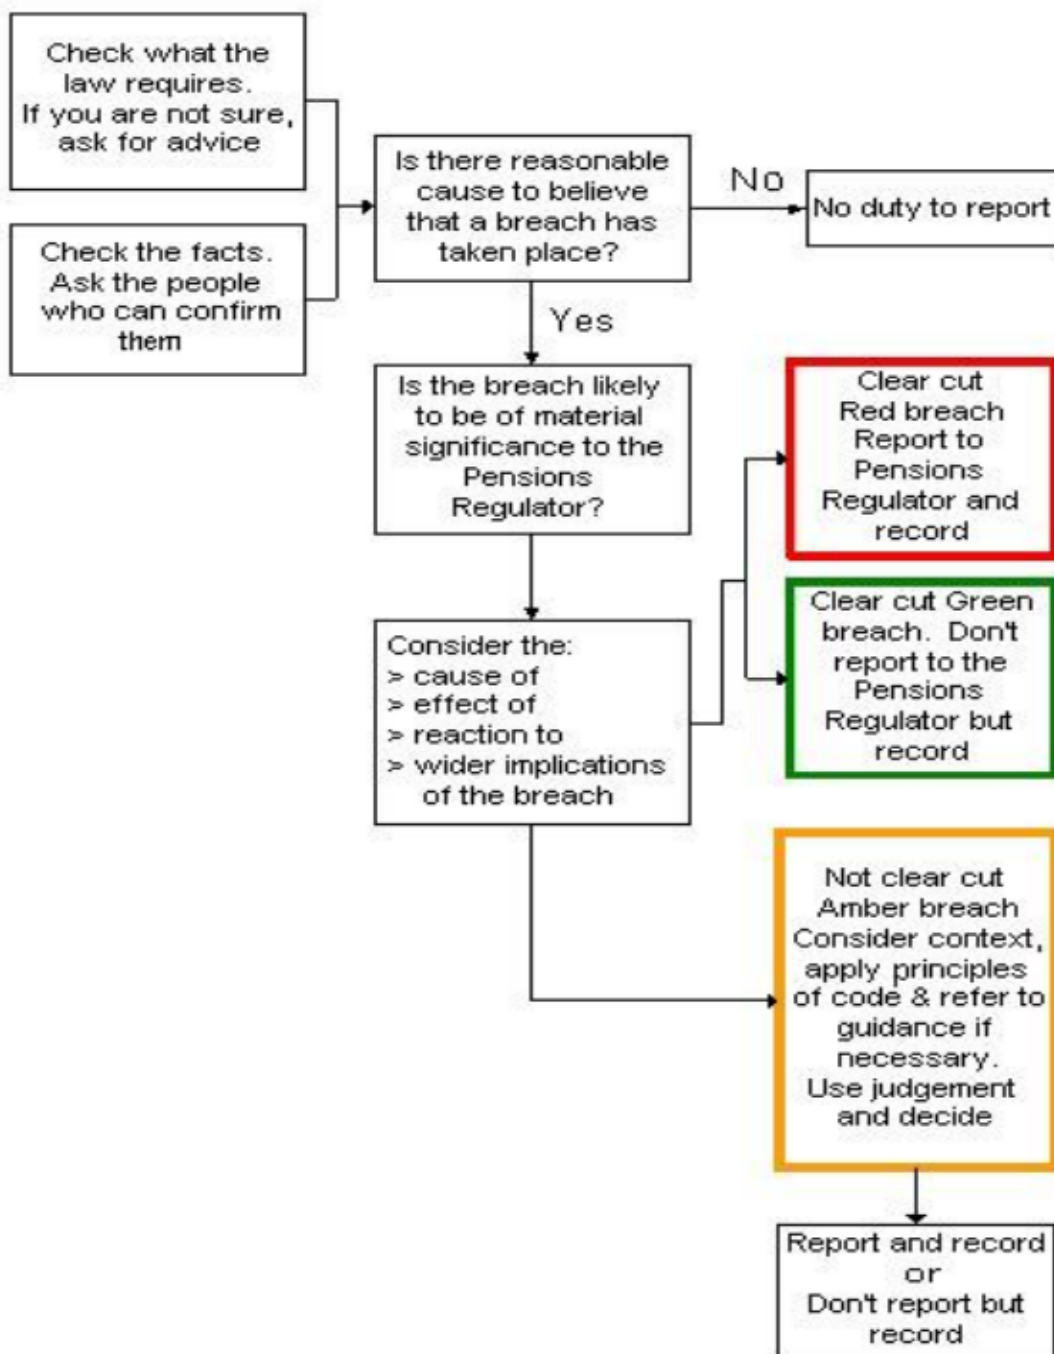 Check what the
law requires.
If you are not sure,
ask for advice
Check the facts.
Ask the people
who can confirm
them
Is there reasonable
cause to believe
that a breach has
taken place?
No
No duty to report
Yes
Is the breach likely
to be of material
significance to the
Pensions
Regulator?
Consider the:
> cause of
> effect of
> reaction to
> wider implications
of the breach
Clear cut
Red breach
Report to
Pensions
Regulator and
record
Clear cut Green
breach. Don't
report to the
Pensions
Regulator but
record
Not clear cut
Amber breach
Consider context,
apply principles
of code & refer to
guidance if
necessary.
Use judgement
and decide
Report and record
or
Don't report but
record